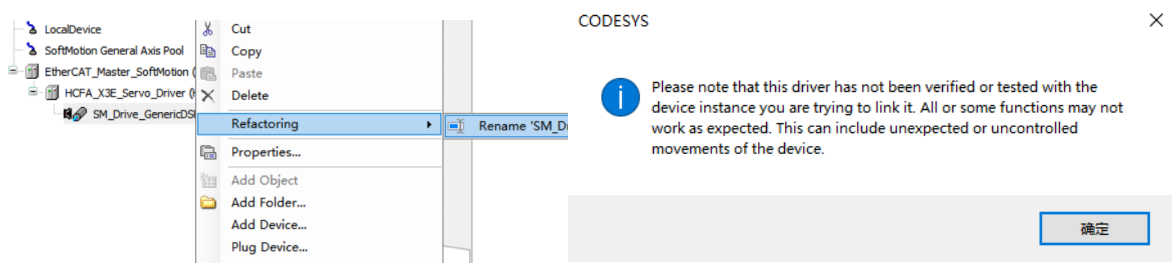 LocalDevice
SoftMotion General Axis Pool
EtherCAT_Master_SoftMotion (
HCFA_X3E_Servo_Driver (
SM_Drive_GenericDS
Cut
Copy
Paste
Delete
Refactoring
Rename 'SM_D
Properties...
Add Object
Add Folder...
Add Device...
Plug Device...
CODESYS
Please note that this driver has not been verified or tested with the
device instance you are trying to link it. All or some functions may not
work as expected. This can include unexpected or uncontrolled
movements of the device.
确定